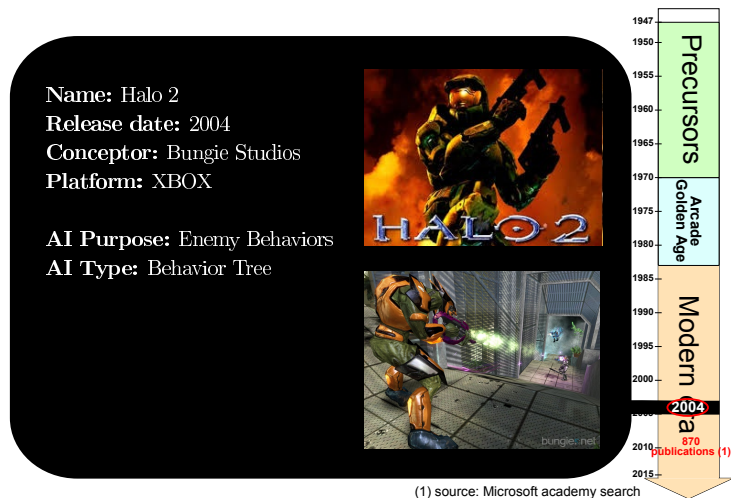 Name: Halo 2
Release date: 2004
Conceptor: Bungie Studios
Platform: XBOX
AI Purpose: Enemy Behaviors
AI Type: Behavior Tree
HALO 2
bungie.net
1947
1950
1955
1960
1965
1970
1975
1980
1985
1990
1995
2000
2004
2010
2015
Precursors
Arcade
Golden Age
Modern
870
publications (1)
(1) source: Microsoft academy search